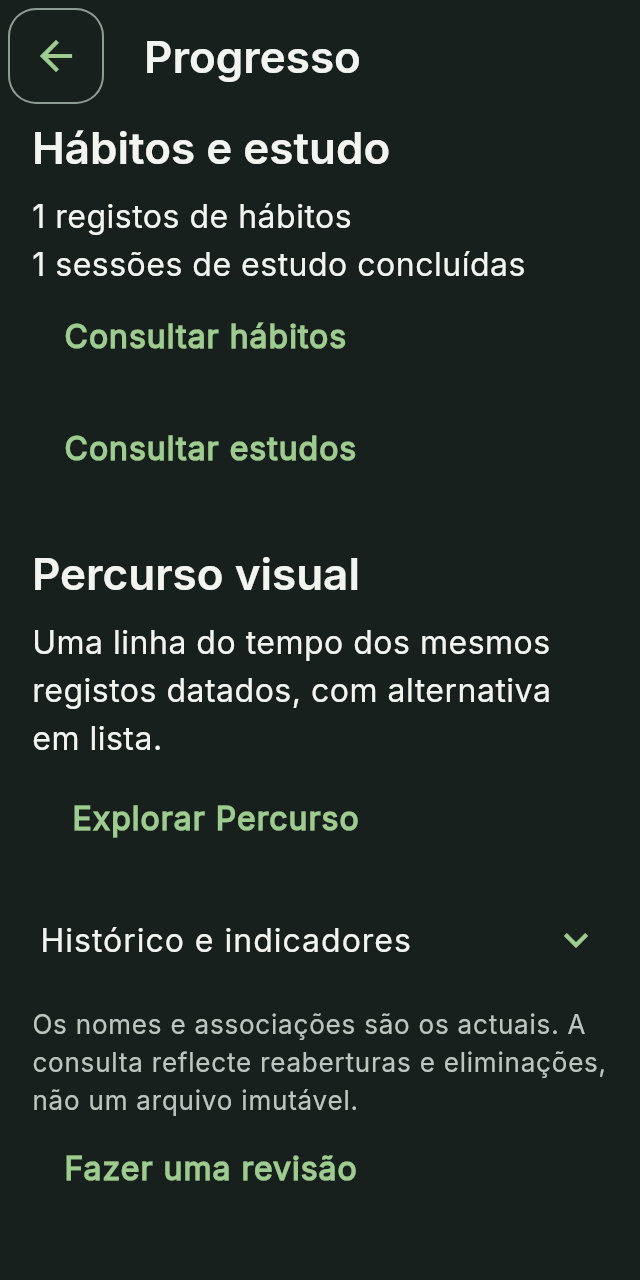 Progresso
Hábitos e estudo
1 registos de hábitos
1 sessões de estudo concluídas
Consultar hábitos
Consultar estudos
Percurso visual
Uma linha do tempo dos mesmos
registos datados, com alternativa
em lista.
Explorar Percurso
Histórico e indicadores
Os nomes e associações são os actuais. A
consulta reflecte reaberturas e eliminações,
não um arquivo imutável.
Fazer uma revisão